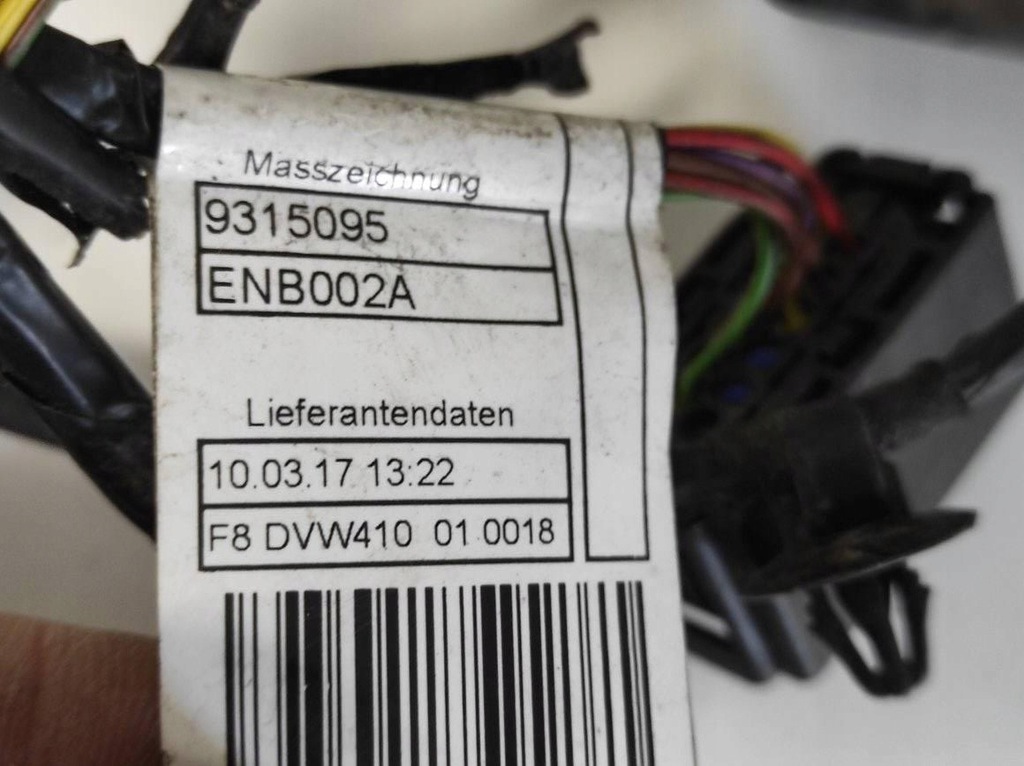 Masszeichnung
9315095
ENB002A
Lieferantendaten
10.03.17 13:22
F8 DVW410 01 0018